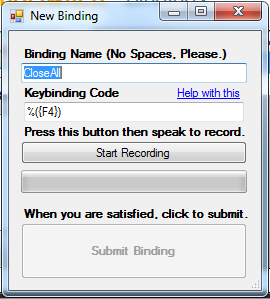 New Binding
Binding Name (No Spaces, Please.)
CloseAll
Keybinding Code Help with this
%({F4})
Press this button then speak to record.
Start Recording
When you are satisfied, click to submit.
Submit Binding